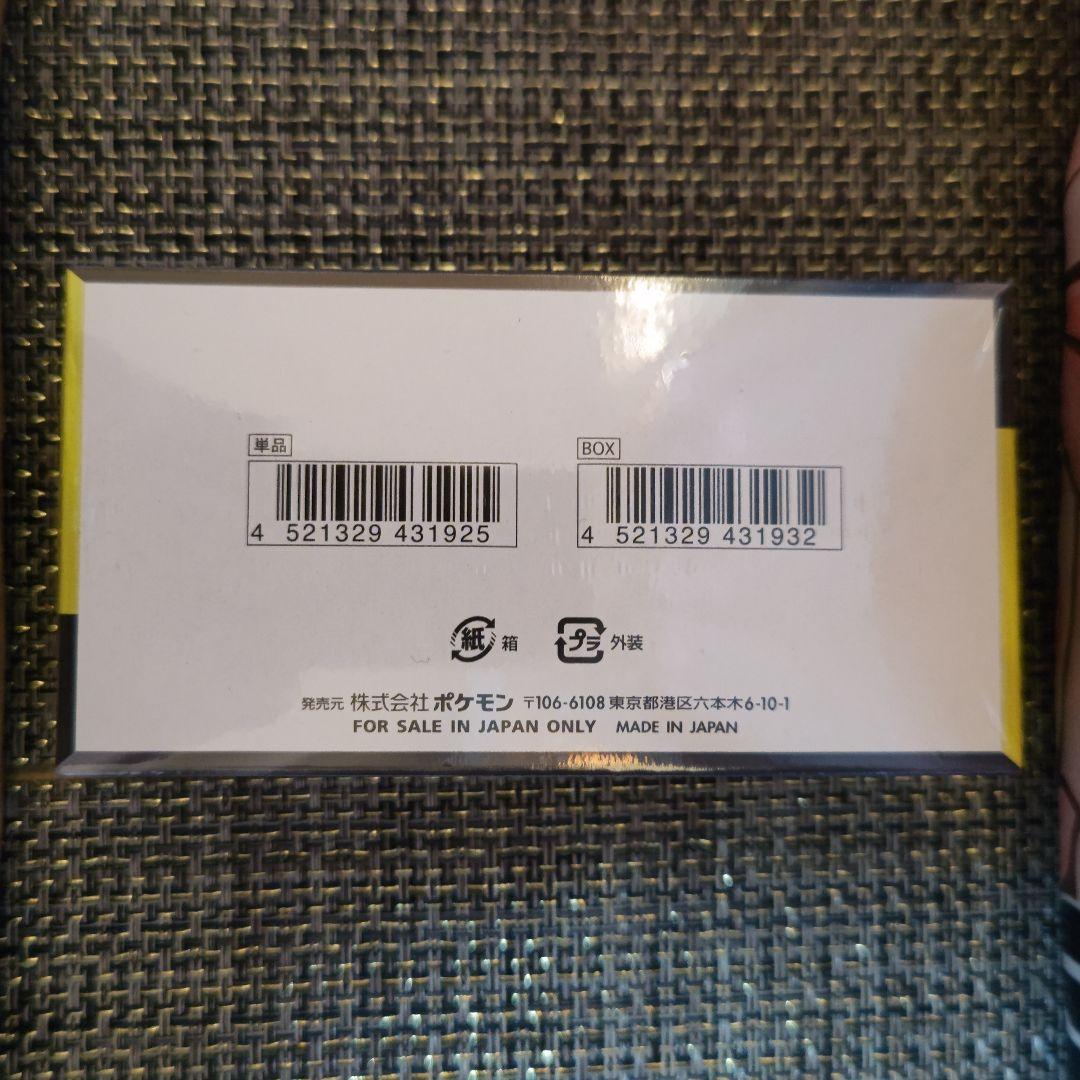 単品
4 521329 431925
BOX
4 521329 431932
紙 箱
プラ 外装
発売元 株式会社ポケモン 〒106-6108 東京都港区六本木6-10-1
FOR SALE IN JAPAN ONLY MADE IN JAPAN